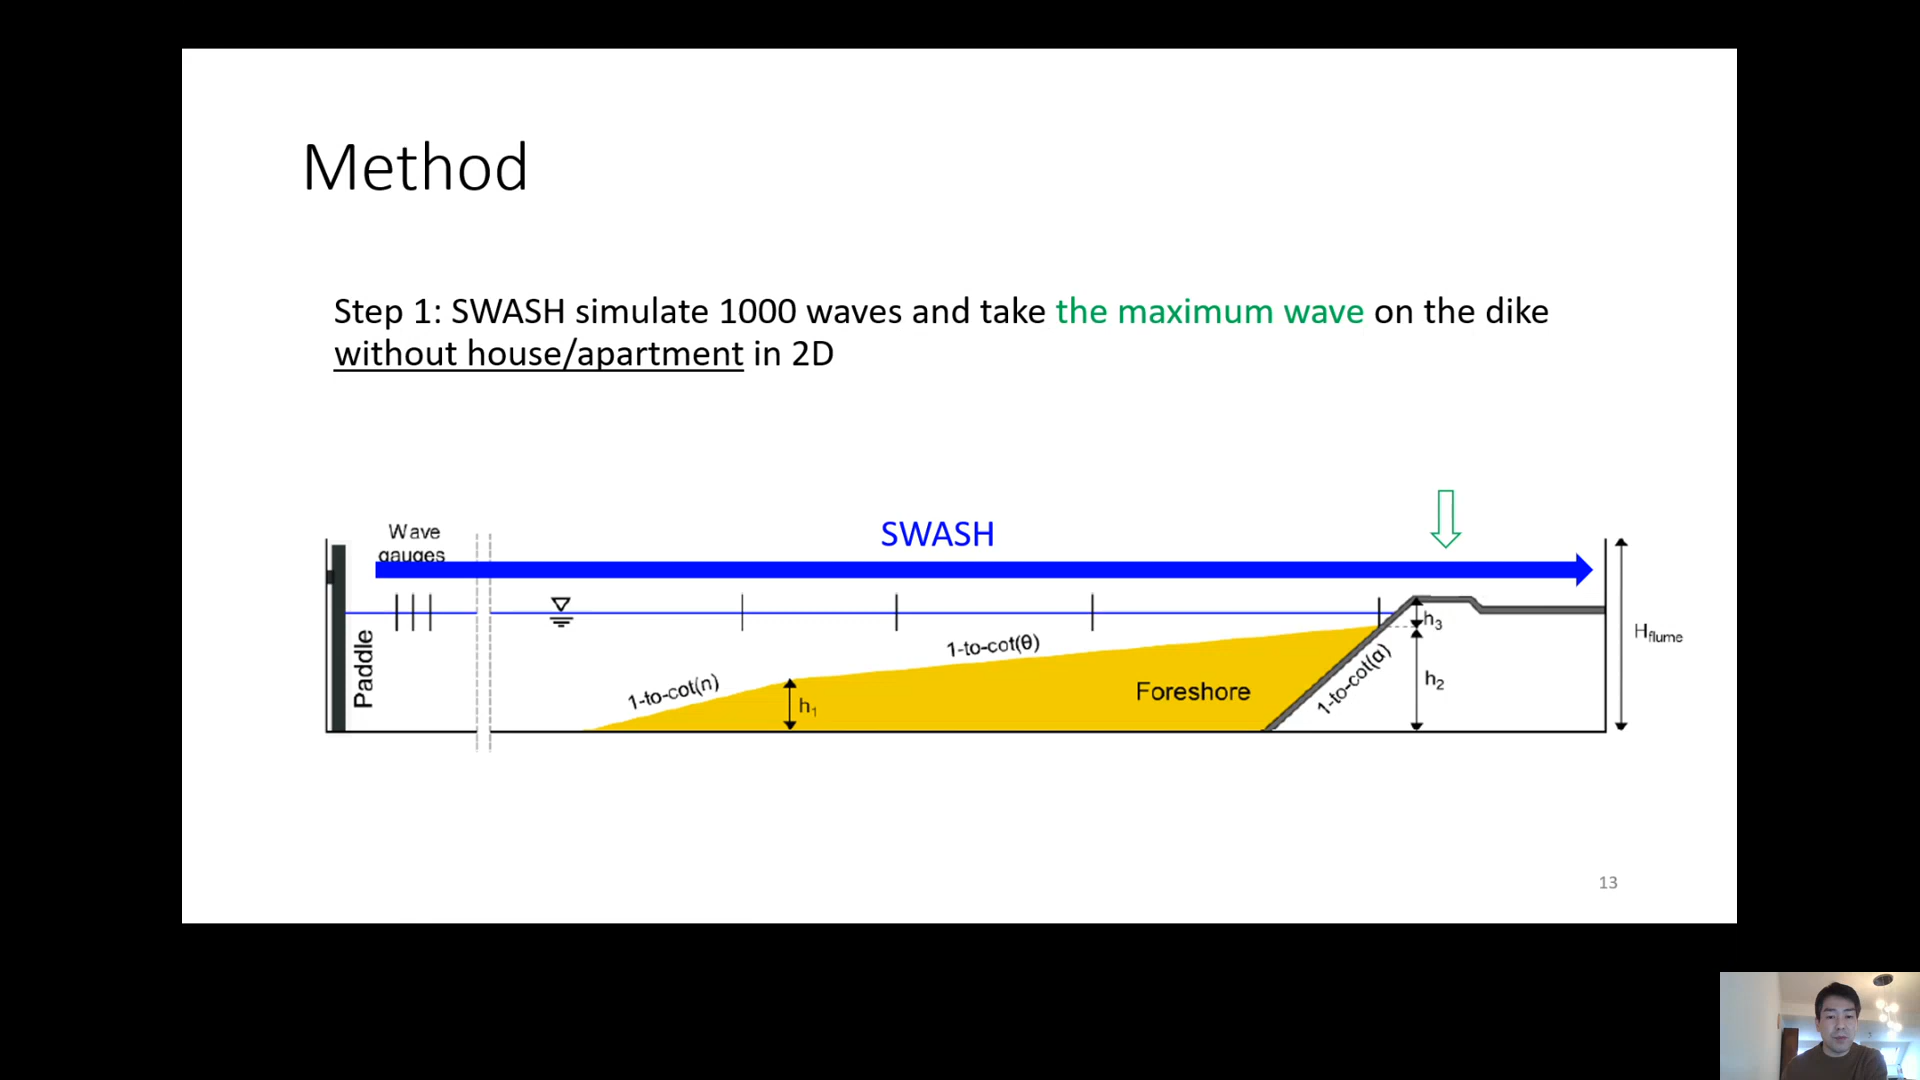 Method
Step 1: SWASH simulate 1000 waves and take the maximum wave on the dike
without house/apartment in 2D
SWASH
Wave
gauges
Paddle
1-to-cot(n)
h1
1-to-cot(θ)
Foreshore
1-to-cot(α)
h3
h2
Hflume
13